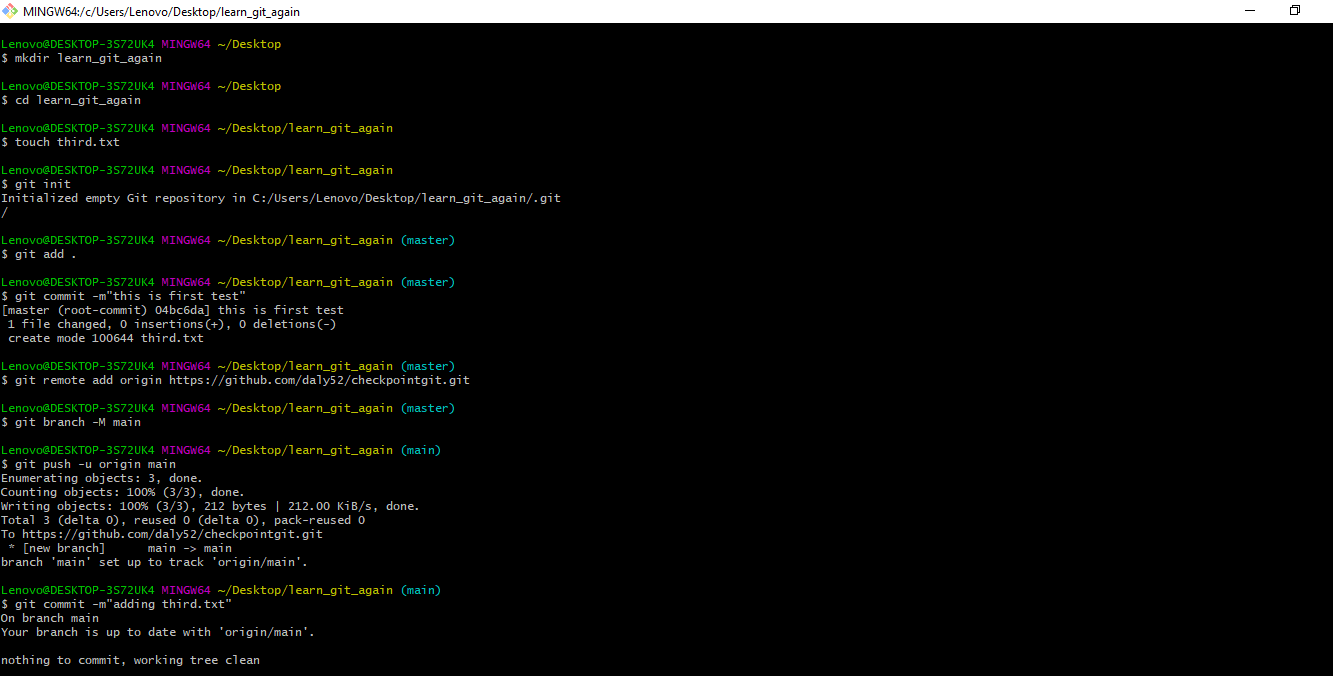 MINGW64:/c/Users/Lenovo/Desktop/learn_git_again
Lenovo@DESKTOP-3S72UK4 MINGW64 ~/Desktop
$ mkdir learn_git_again
Lenovo@DESKTOP-3S72UK4 MINGW64 ~/Desktop
$ cd learn_git_again
Lenovo@DESKTOP-3S72UK4 MINGW64 ~/Desktop/learn_git_again
$ touch third.txt
Lenovo@DESKTOP-3S72UK4 MINGW64 ~/Desktop/learn_git_again
$ git init
Initialized empty Git repository in C:/Users/Lenovo/Desktop/learn_git_again/.git
/
Lenovo@DESKTOP-3S72UK4 MINGW64 ~/Desktop/learn_git_again (master)
$ git add .
Lenovo@DESKTOP-3S72UK4 MINGW64 ~/Desktop/learn_git_again (master)
$ git commit -m"this is first test"
[master (root-commit) 04bc6da] this is first test
 1 file changed, 0 insertions(+), 0 deletions(-)
 create mode 100644 third.txt
Lenovo@DESKTOP-3S72UK4 MINGW64 ~/Desktop/learn_git_again (master)
$ git remote add origin https://github.com/daly52/checkpointgit.git
Lenovo@DESKTOP-3S72UK4 MINGW64 ~/Desktop/learn_git_again (master)
$ git branch -M main
Lenovo@DESKTOP-3S72UK4 MINGW64 ~/Desktop/learn_git_again (main)
$ git push -u origin main
Enumerating objects: 3, done.
Counting objects: 100% (3/3), done.
Writing objects: 100% (3/3), 212 bytes | 212.00 KiB/s, done.
Total 3 (delta 0), reused 0 (delta 0), pack-reused 0
To https://github.com/daly52/checkpointgit.git
 * [new branch]      main -> main
branch 'main' set up to track 'origin/main'.
Lenovo@DESKTOP-3S72UK4 MINGW64 ~/Desktop/learn_git_again (main)
$ git commit -m"adding third.txt"
On branch main
Your branch is up to date with 'origin/main'.
nothing to commit, working tree clean